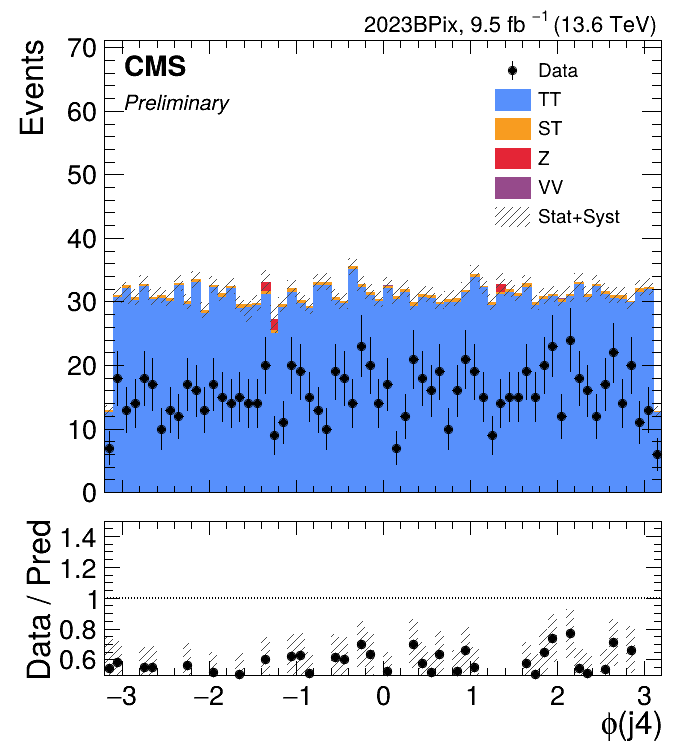 2023BPix, 9.5 fb⁻¹ (13.6 TeV)
CMS
Preliminary
Events
70
60
50
40
30
20
10
0
Data
TT
ST
Z
VV
Stat+Syst
Data / Pred
1.4
1.2
1
0.8
0.6
−3 −2 −1 0 1 2 3
ϕ(j4)